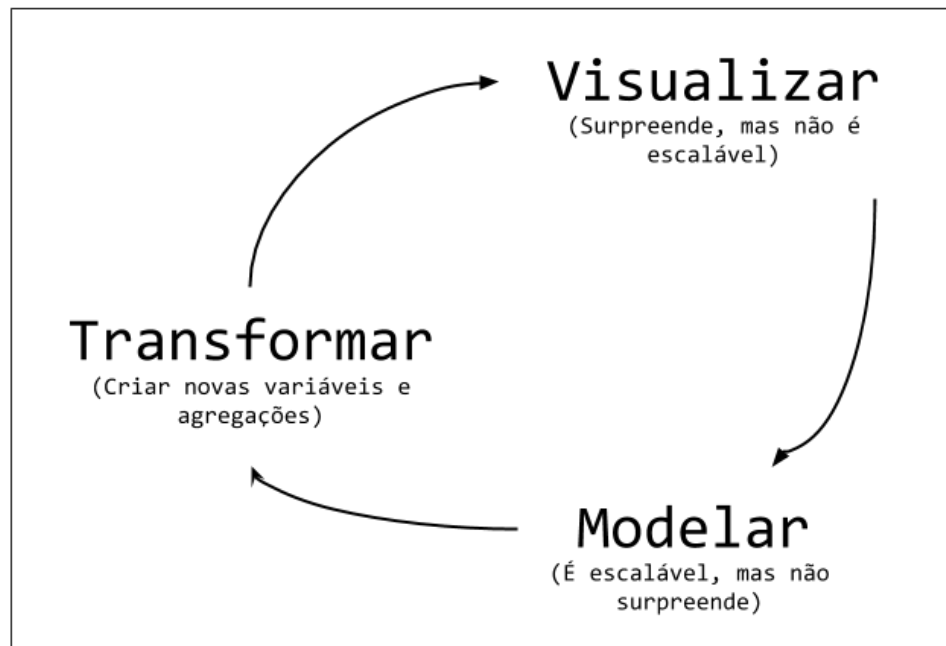 Visualizar
(Surpreende, mas não é
escalável)
Transformar
(Criar novas variáveis e
agregações)
Modelar
(É escalável, mas não
surpreende)